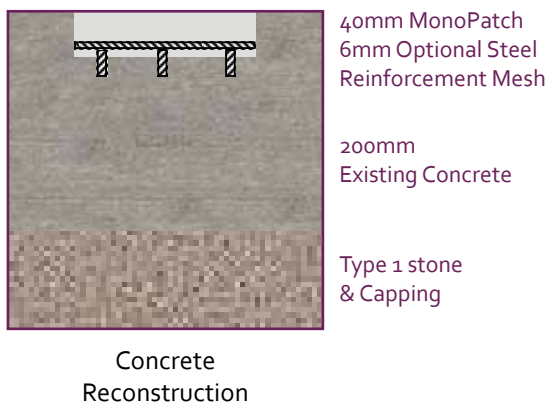 40mm MonoPatch
6mm Optional Steel
Reinforcement Mesh
200mm
Existing Concrete
Type 1 stone
& Capping
Concrete
Reconstruction